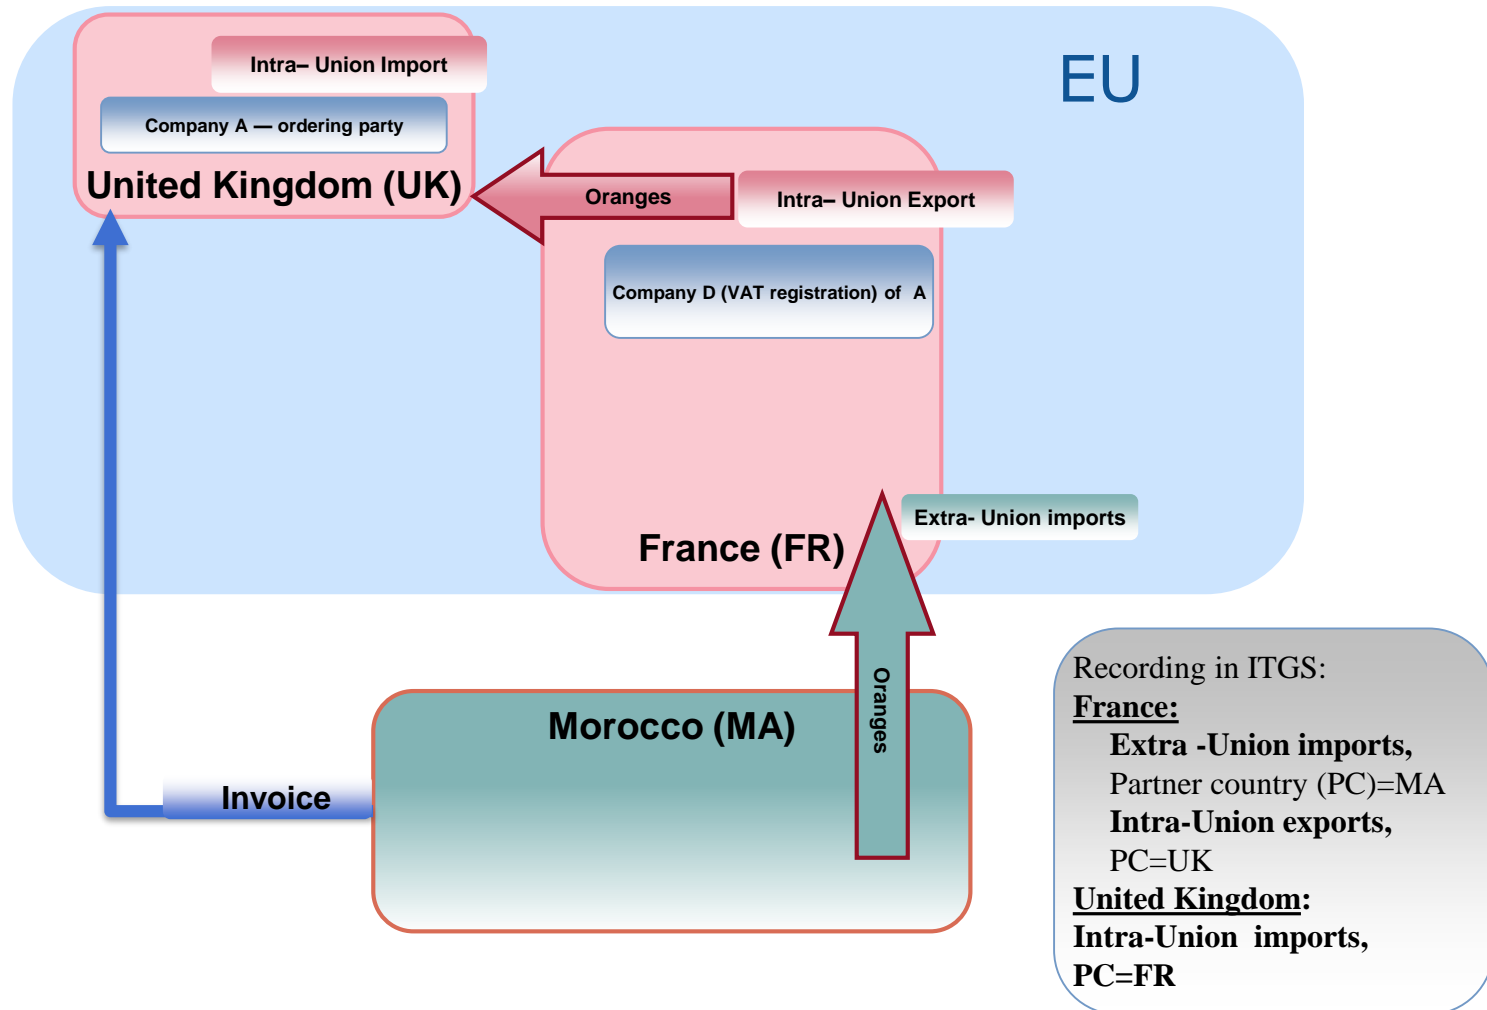 EU
Intra– Union Import
Company A — ordering party
United Kingdom (UK)
Oranges
Intra– Union Export
Company D (VAT registration) of  A
Extra- Union imports
France (FR)
Oranges
Morocco (MA)
Invoice
Recording in ITGS:
France:
Extra -Union imports,
Partner country (PC)=MA
Intra-Union exports,
PC=UK
United Kingdom:
Intra-Union  imports,
PC=FR